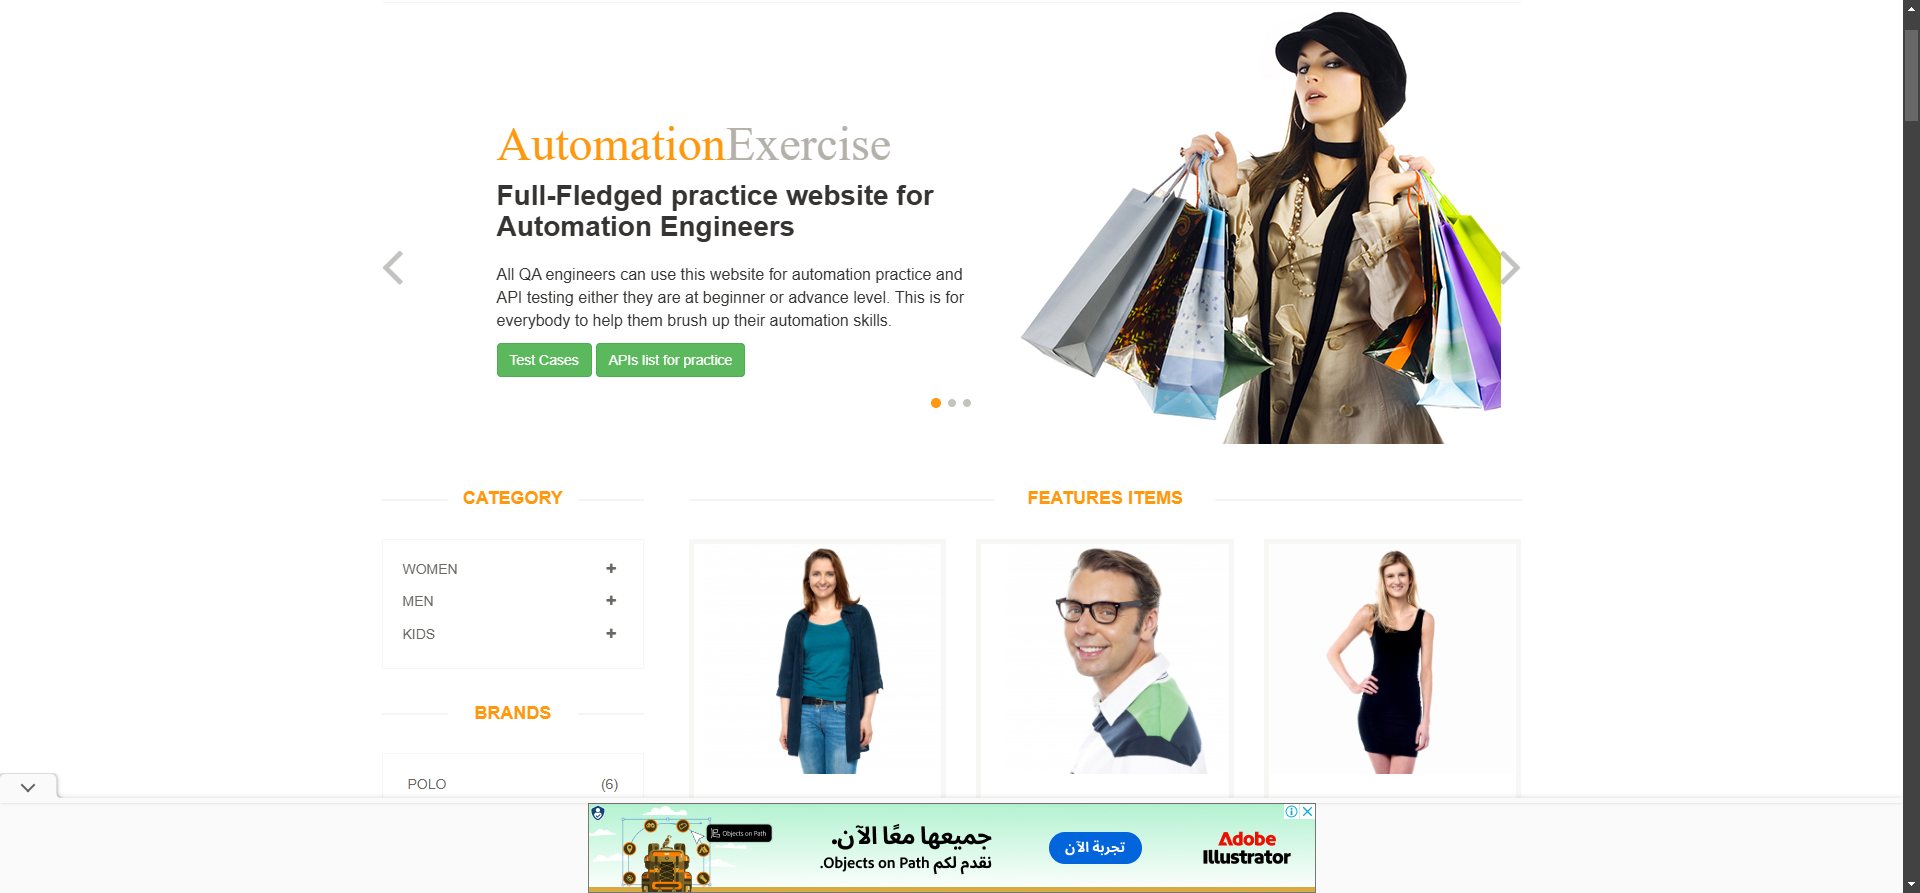 AutomationExercise
Full-Fledged practice website for
Automation Engineers
All QA engineers can use this website for automation practice and
API testing either they are at beginner or advance level. This is for
everybody to help them brush up their automation skills.
Test Cases
APIs list for practice
CATEGORY
WOMEN
MEN
KIDS
BRANDS
POLO (6)
FEATURES ITEMS
Objects on Path
جميعها معًا الآن.
نقدم لكم Objects on Path.
تجربة الآن
Adobe
Illustrator